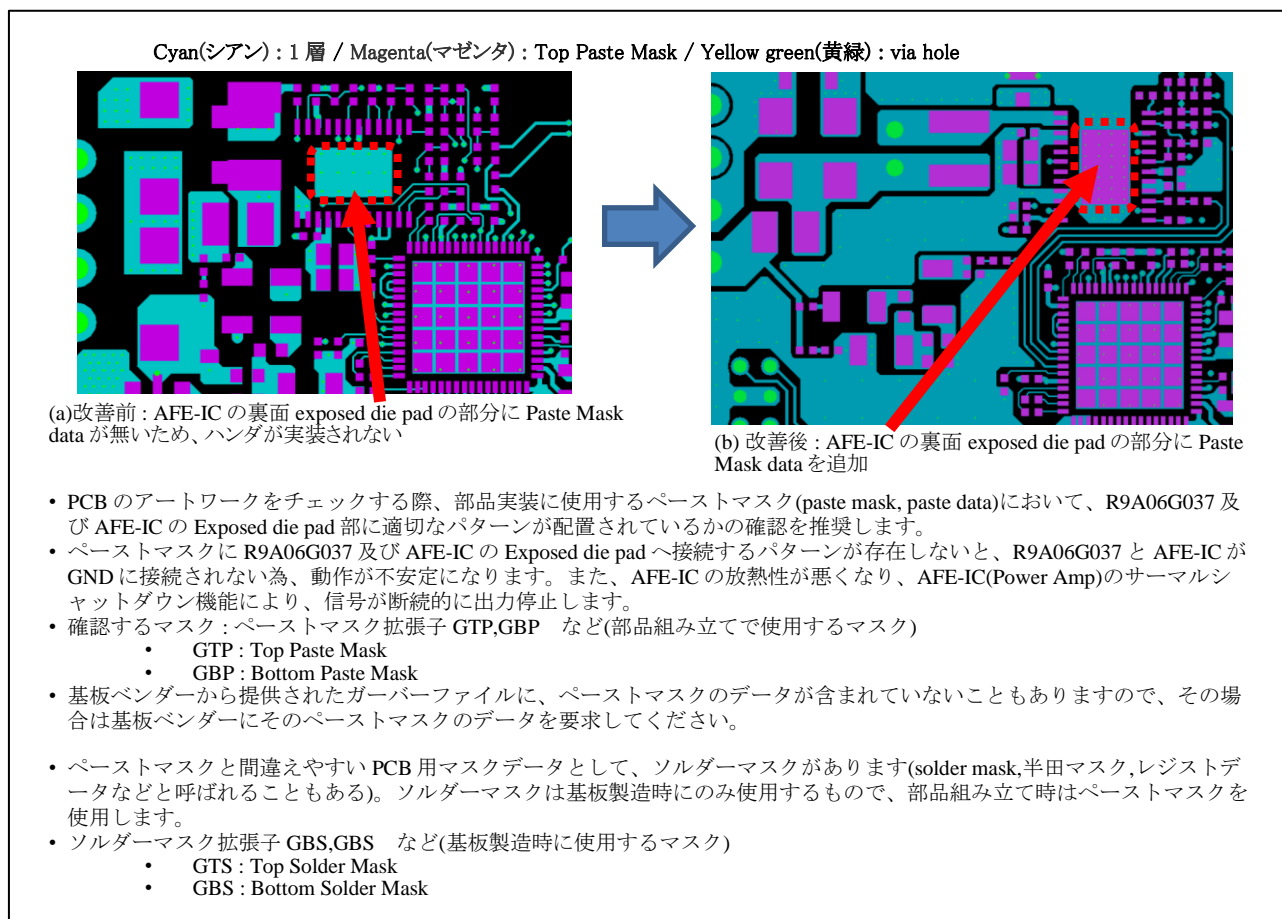 Cyan(シアン) : 1 層 / Magenta(マゼンタ) : Top Paste Mask / Yellow green(黄緑) : via hole
(a)改善前 : AFE-IC の裏面 exposed die pad の部分に Paste Mask
data が無いため、ハンダが実装されない
(b) 改善後 : AFE-IC の裏面 exposed die pad の部分に Paste
Mask data を追加
• PCB のアートワークをチェックする際、部品実装に使用するペーストマスク(paste mask, paste data)において、R9A06G037 及
び AFE-IC の Exposed die pad 部に適切なパターンが配置されているかの確認を推奨します。
• ペーストマスクに R9A06G037 及び AFE-IC の Exposed die pad へ接続するパターンが存在しないと、R9A06G037 と AFE-IC が
GND に接続されない為、動作が不安定になります。また、AFE-IC の放熱性が悪くなり、AFE-IC(Power Amp)のサーマルシ
ャットダウン機能により、信号が断続的に出力停止します。
• 確認するマスク : ペーストマスク拡張子 GTP,GBP　など(部品組み立てで使用するマスク)
• GTP : Top Paste Mask
• GBP : Bottom Paste Mask
• 基板ベンダーから提供されたガーバーファイルに、ペーストマスクのデータが含まれていないこともありますので、その場
合は基板ベンダーにそのペーストマスクのデータを要求してください。
• ペーストマスクと間違えやすい PCB 用マスクデータとして、ソルダーマスクがあります(solder mask,半田マスク,レジストデ
ータなどと呼ばれることもある)。ソルダーマスクは基板製造時にのみ使用するもので、部品組み立て時はペーストマスクを
使用します。
• ソルダーマスク拡張子 GBS,GBS　など(基板製造時に使用するマスク)
• GTS : Top Solder Mask
• GBS : Bottom Solder Mask